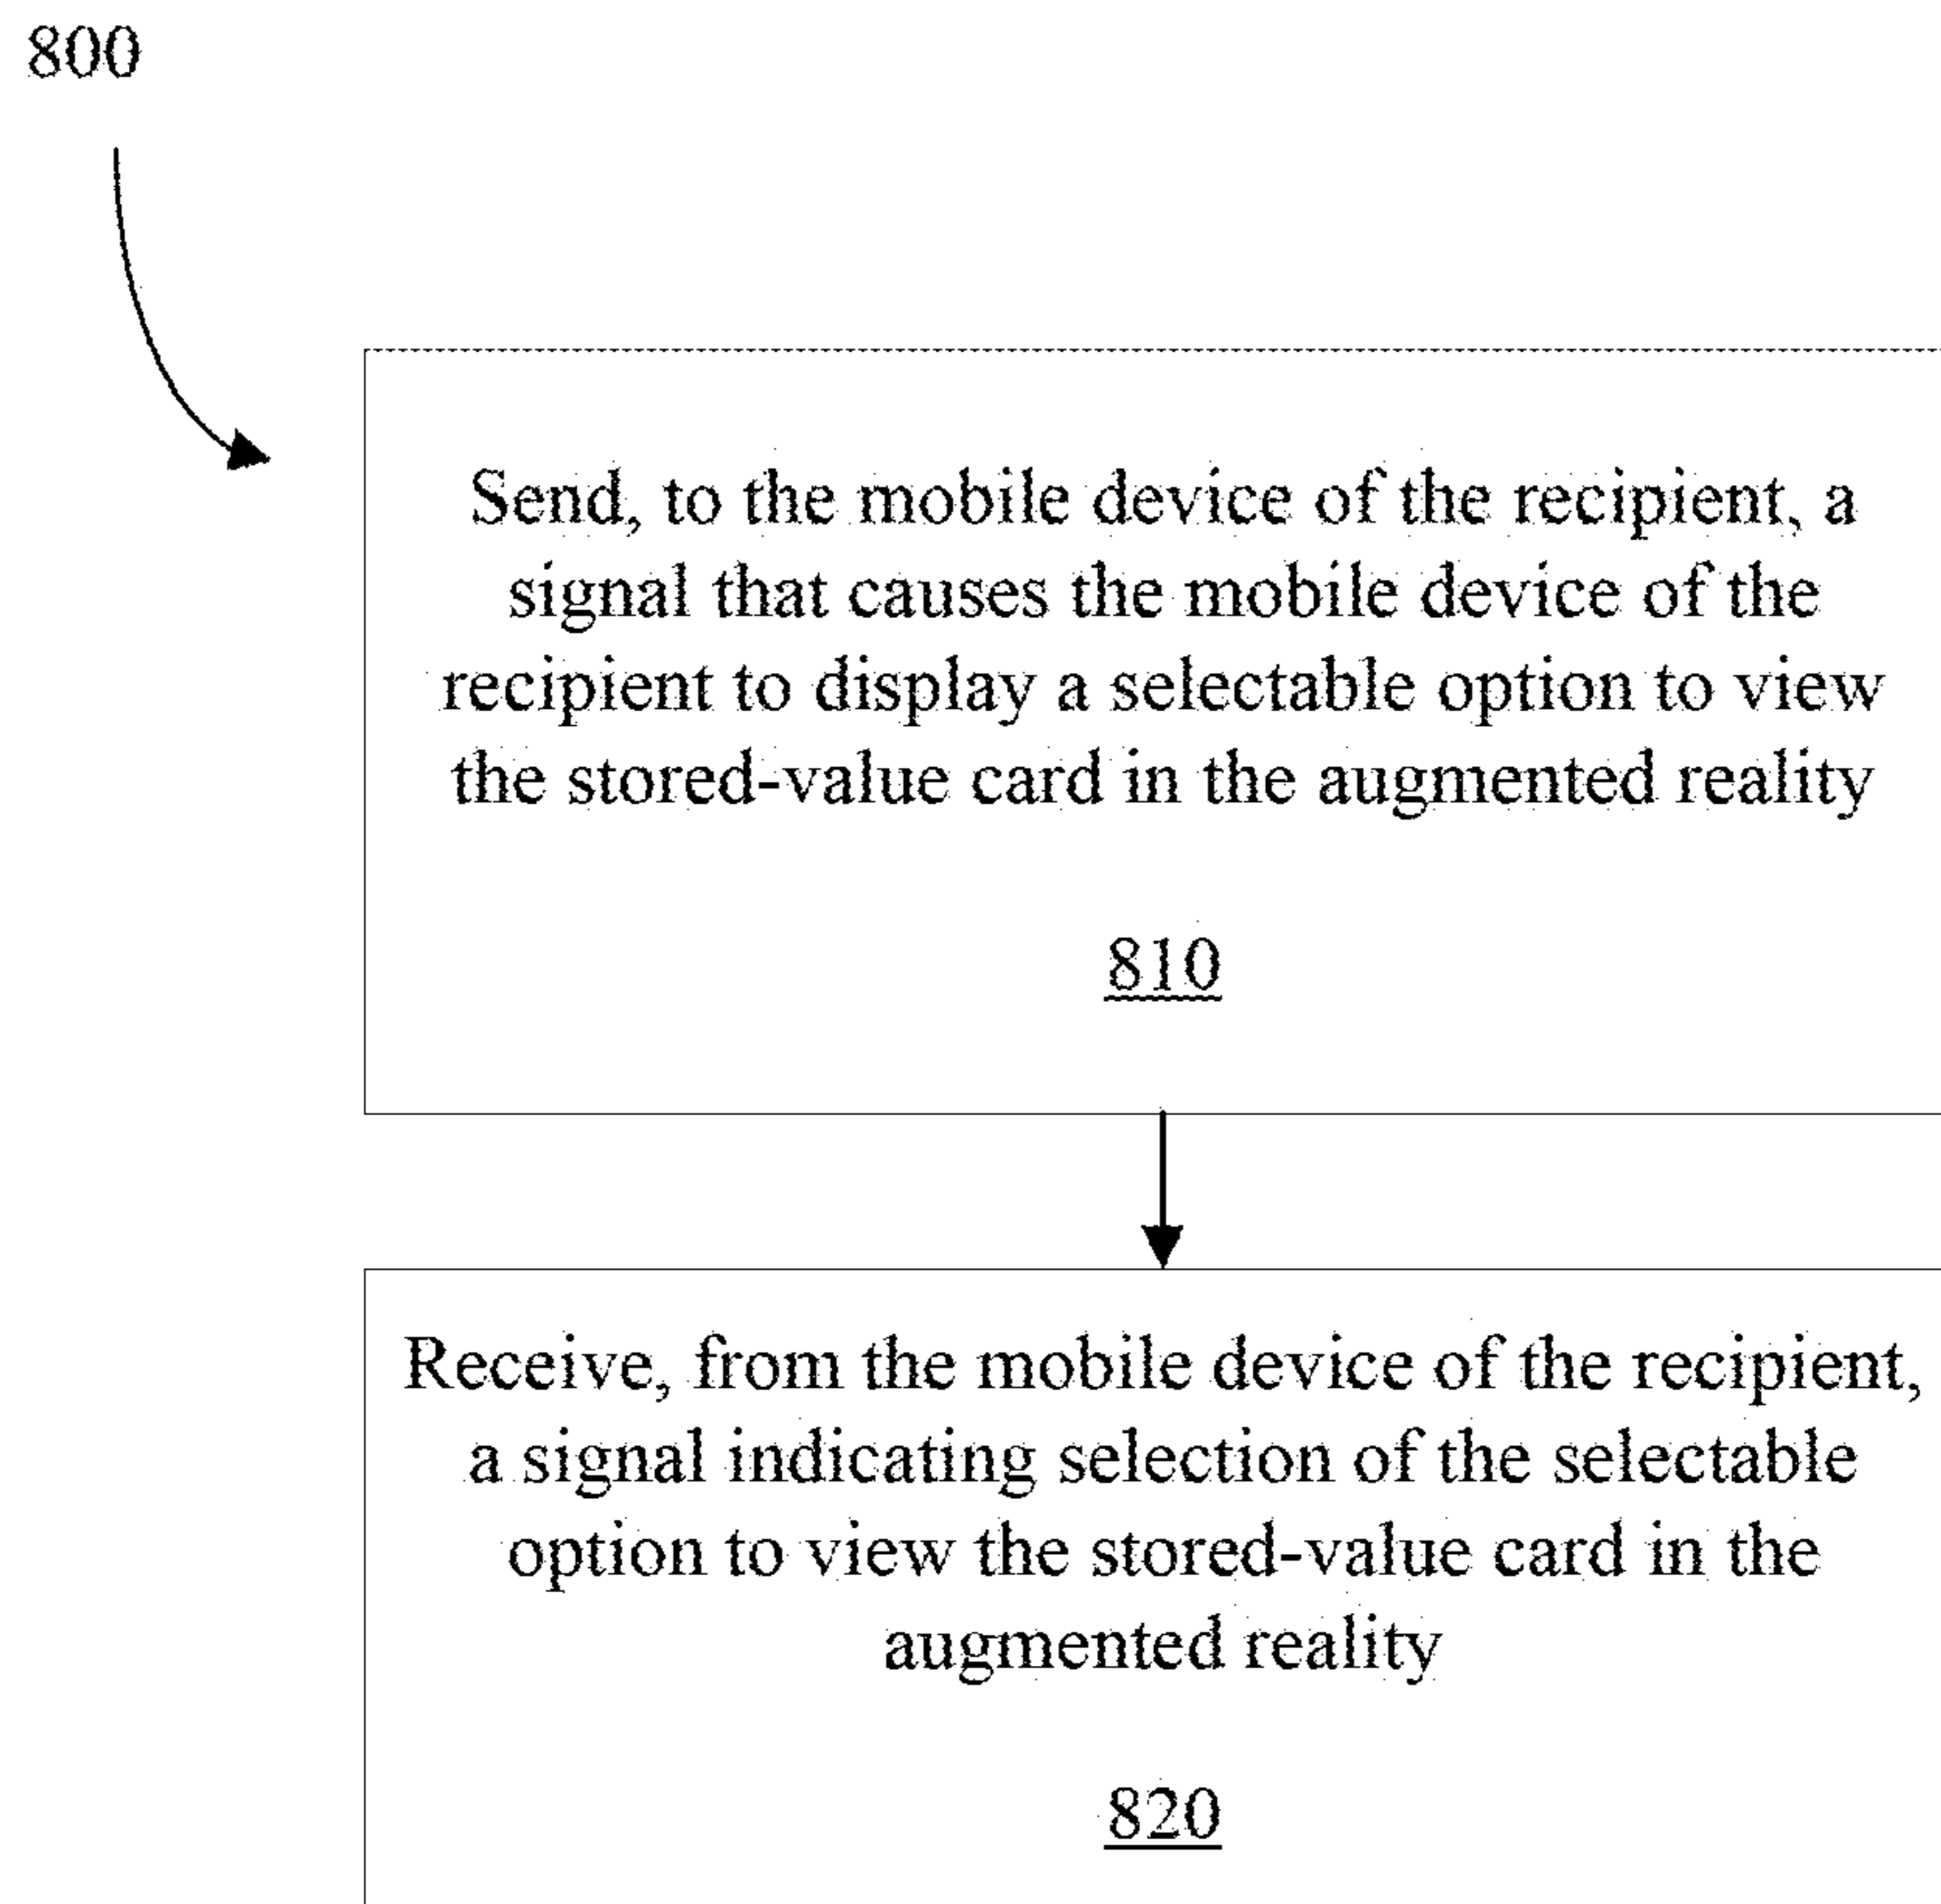 800
Send, to the mobile device of the recipient, a
signal that causes the mobile device of the
recipient to display a selectable option to view
the stored-value card in the augmented reality
810
Receive, from the mobile device of the recipient,
a signal indicating selection of the selectable
option to view the stored-value card in the
augmented reality
820